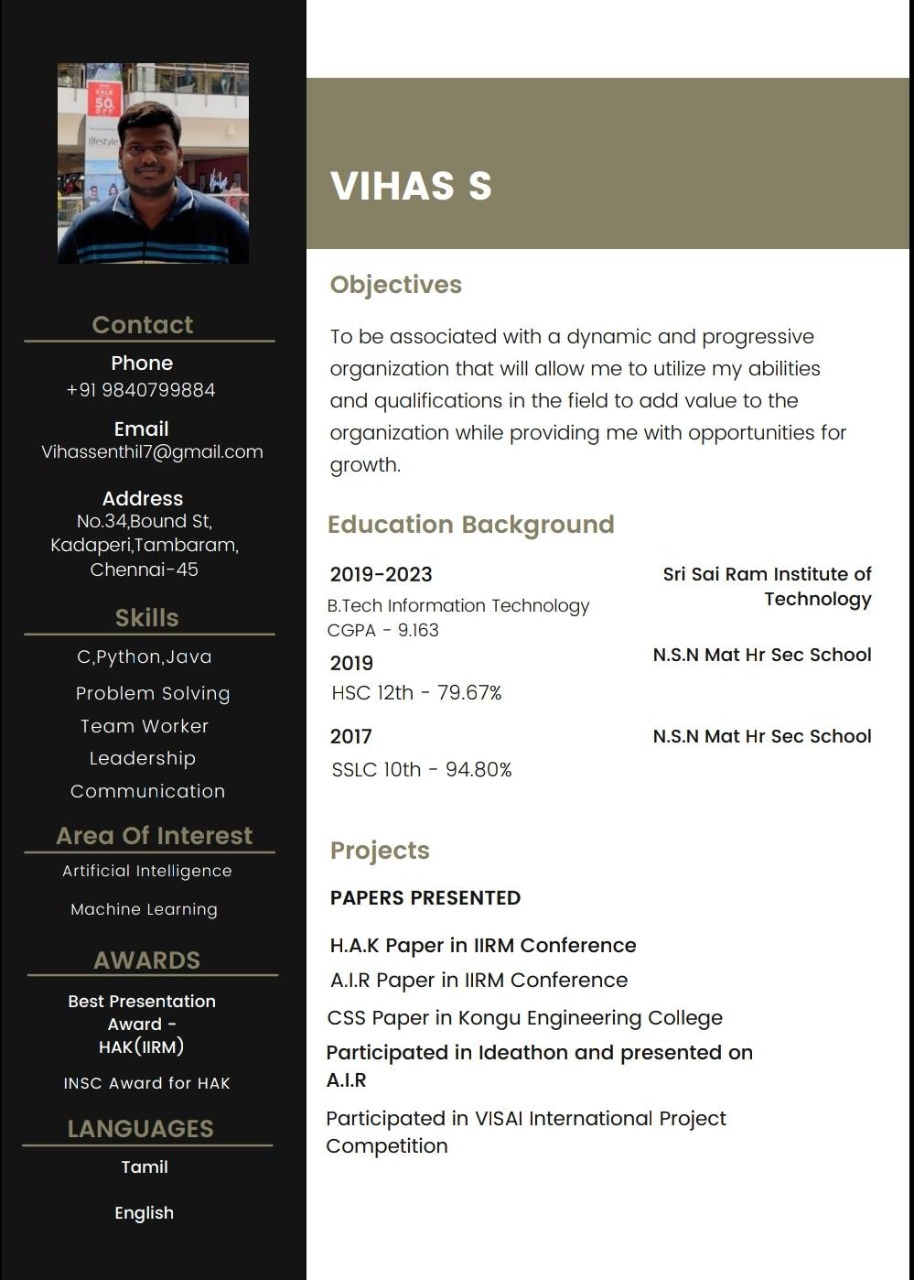 SALE
50
OFF
lifestyle
Contact
Phone
+91 9840799884
Email
Vihassenthil7@gmail.com
Address
No.34,Bound St,
Kadaperi,Tambaram,
Chennai-45
Skills
C,Python,Java
Problem Solving
Team Worker
Leadership
Communication
Area Of Interest
Artificial Intelligence
Machine Learning
AWARDS
Best Presentation
Award -
HAK(IIRM)
INSC Award for HAK
LANGUAGES
Tamil
English
VIHAS S
Objectives
To be associated with a dynamic and progressive
organization that will allow me to utilize my abilities
and qualifications in the field to add value to the
organization while providing me with opportunities for
growth.
Education Background
2019-2023
Sri Sai Ram Institute of
Technology
B.Tech Information Technology
CGPA - 9.163
2019
N.S.N Mat Hr Sec School
HSC 12th - 79.67%
2017
N.S.N Mat Hr Sec School
SSLC 10th - 94.80%
Projects
PAPERS PRESENTED
H.A.K Paper in IIRM Conference
A.I.R Paper in IIRM Conference
CSS Paper in Kongu Engineering College
Participated in Ideathon and presented on
A.I.R
Participated in VISAI International Project
Competition